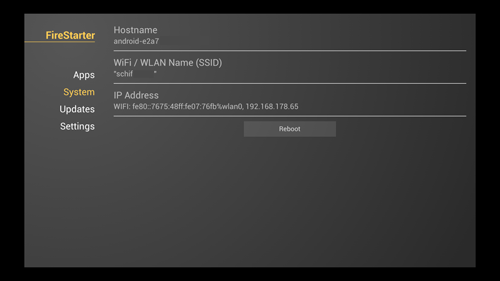 FireStarter
Apps
System
Updates
Settings
Hostname
android-e2a7
WiFi / WLAN Name (SSID)
"schif "
IP Address
WIFI: fe80::7675:48ff:fe07:76fb%wlan0, 192.168.178.65
Reboot